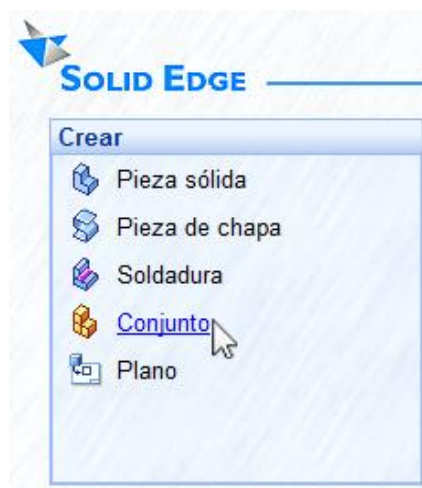 SOLID EDGE
Crear
Pieza sólida
Pieza de chapa
Soldadura
Conjunto
Plano